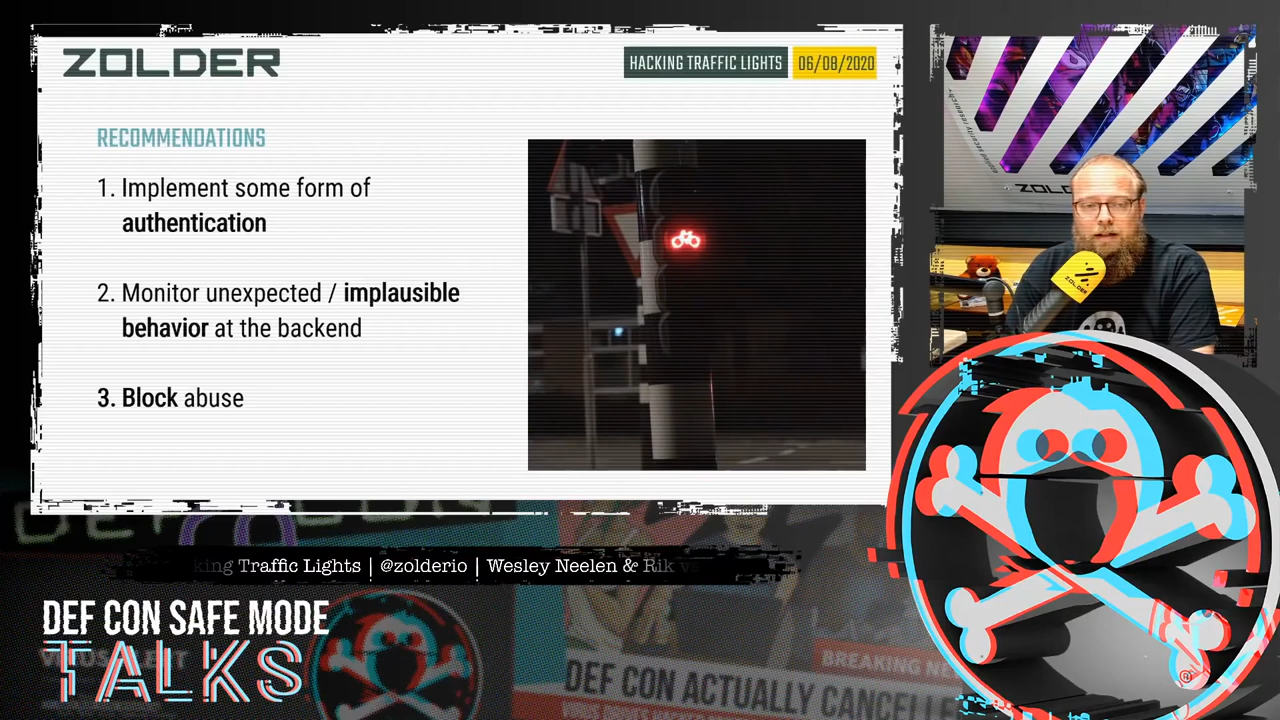 ZOLDER
HACKING TRAFFIC LIGHTS
06/08/2020
RECOMMENDATIONS
1. Implement some form of
authentication
2. Monitor unexpected / implausible
behavior at the backend
3. Block abuse
ZOLDER
king Traffic Lights | @zolderio | Wesley Neelen & Rik v
DEF CON SAFE MODE
TALKS
BREAKING NE
DEF CON ACTUALLY CANCELLE
®